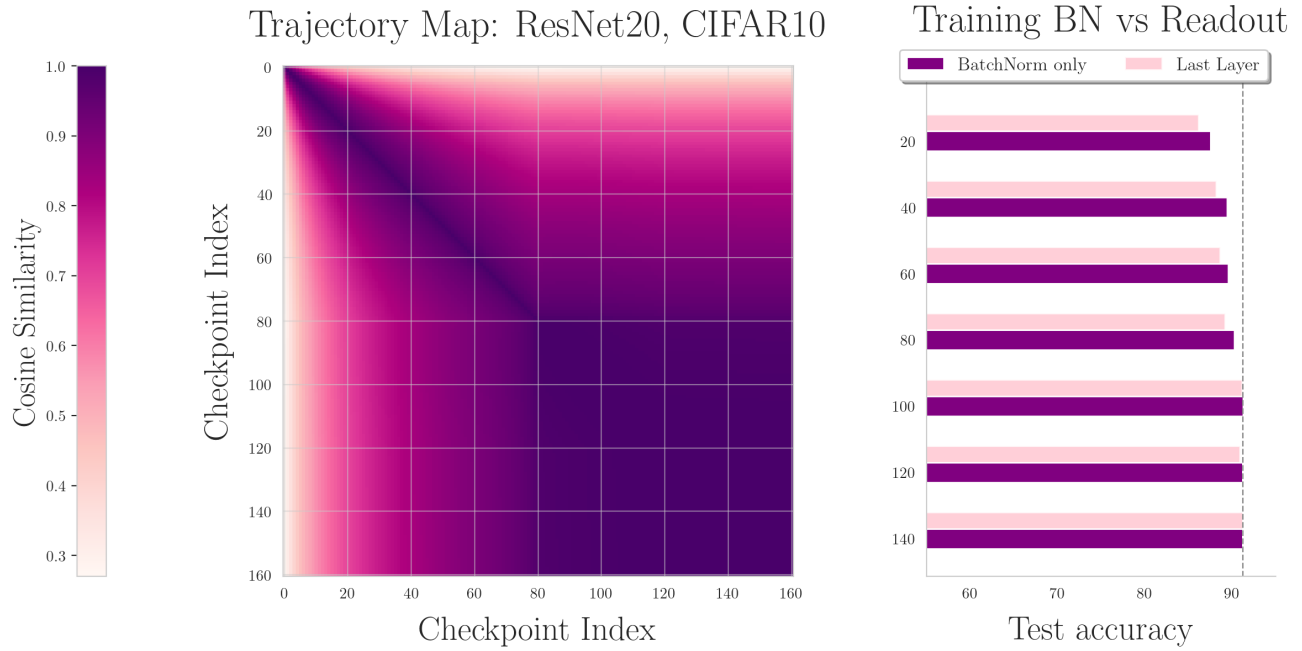 Trajectory Map: ResNet20, CIFAR10
Cosine Similarity
1.0
0.9
0.8
0.7
0.6
0.5
0.4
0.3
Checkpoint Index
0
20
40
60
80
100
120
140
160
0 20 40 60 80 100 120 140 160
Checkpoint Index
Training BN vs Readout
BatchNorm only Last Layer
20
40
60
80
100
120
140
60 70 80 90
Test accuracy